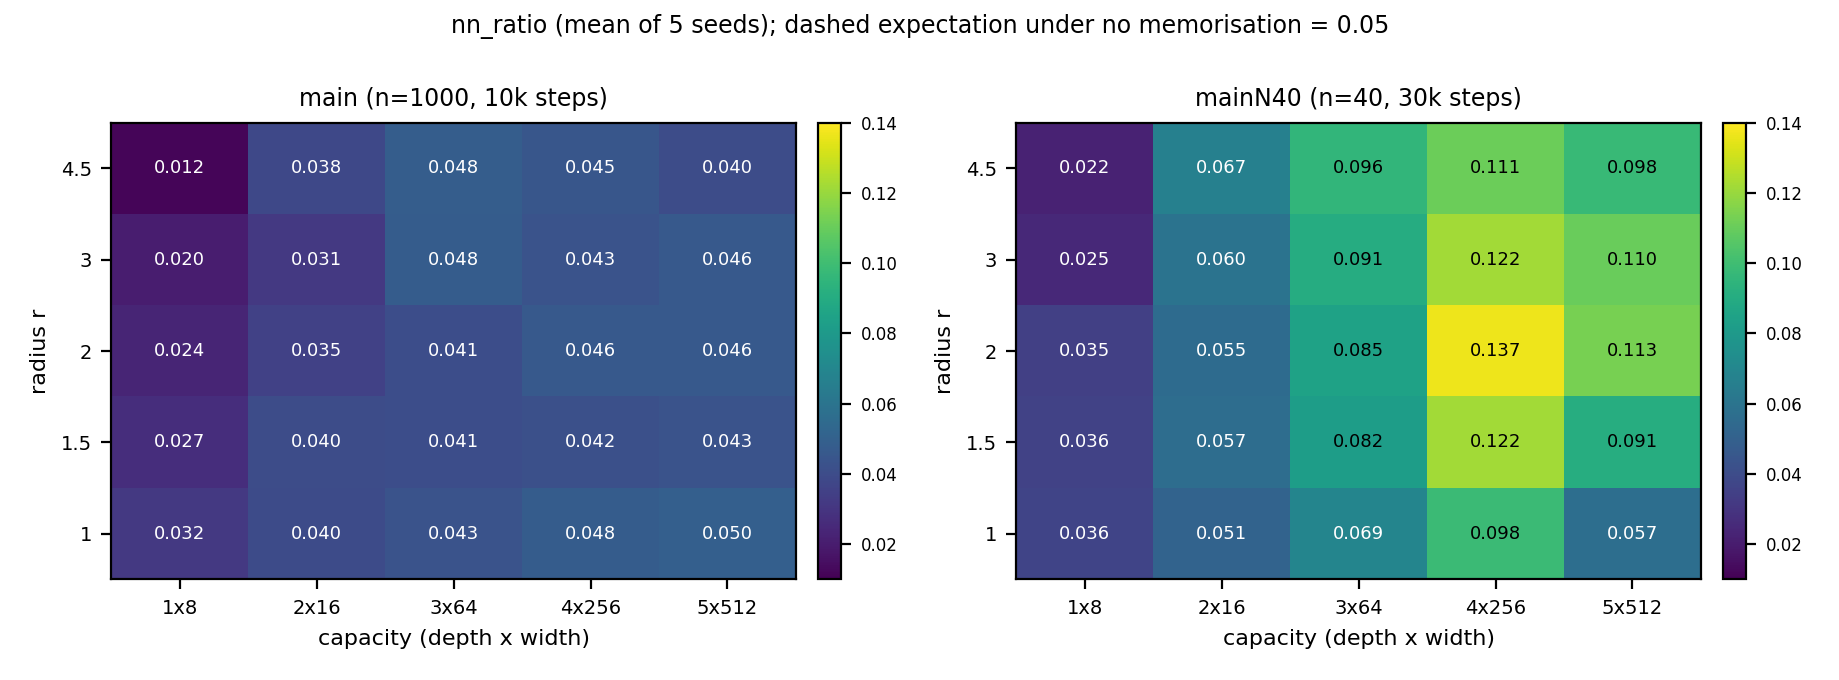 nn_ratio (mean of 5 seeds); dashed expectation under no memorisation = 0.05
main (n=1000, 10k steps)
radius r
4.5 0.012 0.038 0.048 0.045 0.040
3 0.020 0.031 0.048 0.043 0.046
2 0.024 0.035 0.041 0.046 0.046
1.5 0.027 0.040 0.041 0.042 0.043
1 0.032 0.040 0.043 0.048 0.050
1x8 2x16 3x64 4x256 5x512
capacity (depth x width)
0.14
0.12
0.10
0.08
0.06
0.04
0.02
mainN40 (n=40, 30k steps)
radius r
4.5 0.022 0.067 0.096 0.111 0.098
3 0.025 0.060 0.091 0.122 0.110
2 0.035 0.055 0.085 0.137 0.113
1.5 0.036 0.057 0.082 0.122 0.091
1 0.036 0.051 0.069 0.098 0.057
1x8 2x16 3x64 4x256 5x512
capacity (depth x width)
0.14
0.12
0.10
0.08
0.06
0.04
0.02